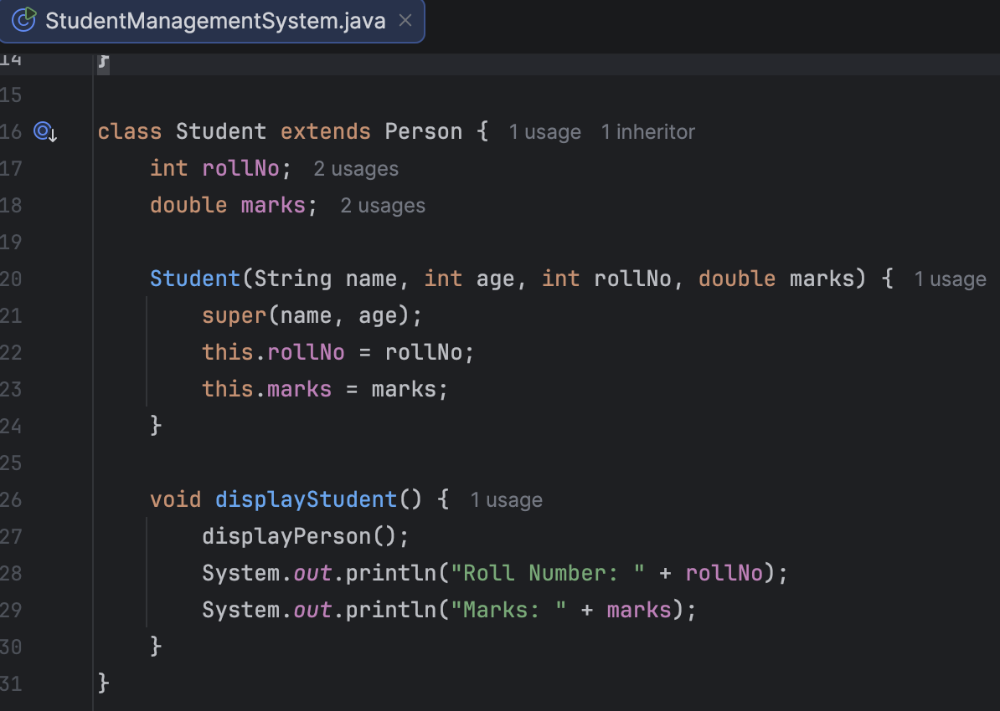 StudentManagementSystem.java
14 }
15
16 class Student extends Person { 1 usage 1 inheritor
17 int rollNo; 2 usages
18 double marks; 2 usages
19
20 Student(String name, int age, int rollNo, double marks) { 1 usage
21 super(name, age);
22 this.rollNo = rollNo;
23 this.marks = marks;
24 }
25
26 void displayStudent() { 1 usage
27 displayPerson();
28 System.out.println("Roll Number: " + rollNo);
29 System.out.println("Marks: " + marks);
30 }
31 }